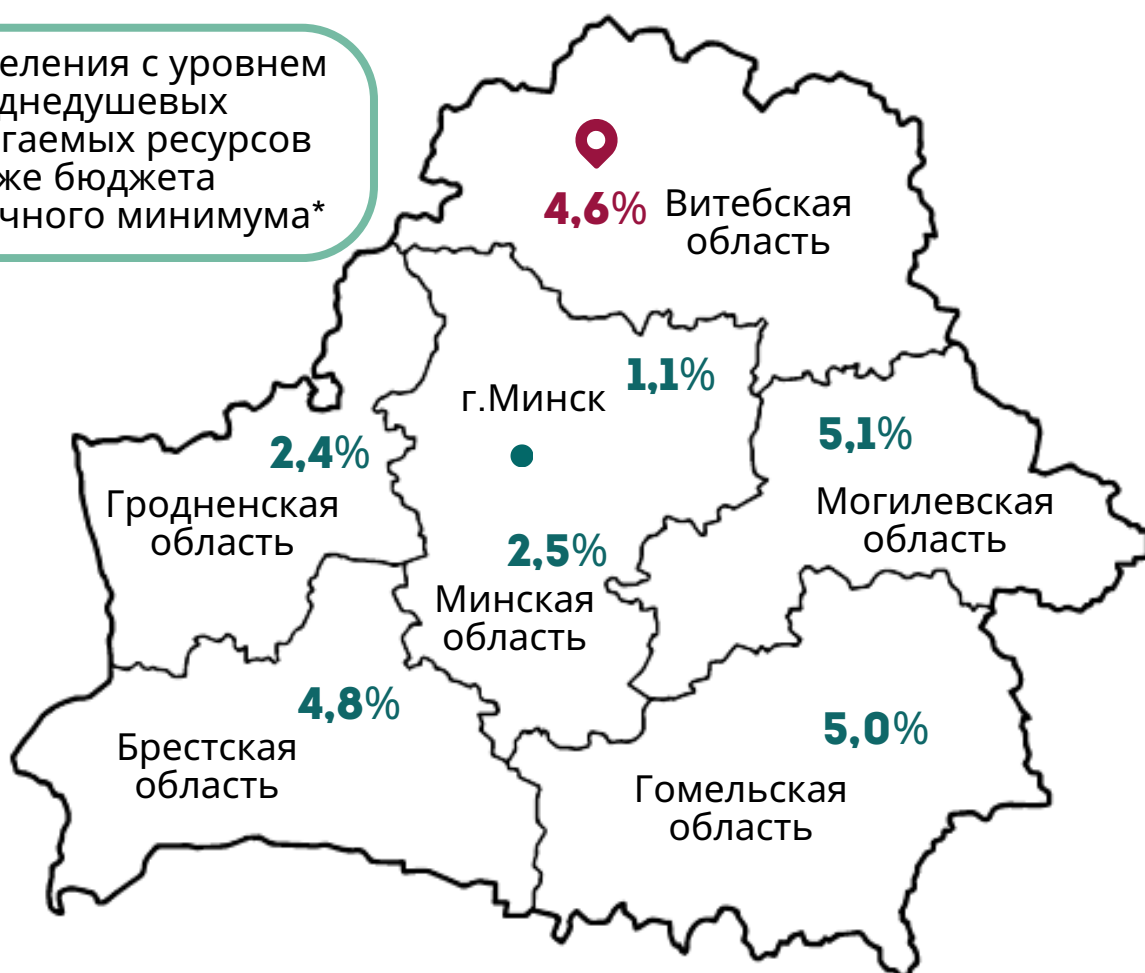 еления с уровнем
днедушевых
гаемых ресурсов
же бюджета
чного минимума*
4,6% Витебская
область
1,1%
г.Минск
2,4%
Гродненская
область
5,1%
Могилевская
область
2,5%
Минская
область
4,8%
Брестская
область
5,0%
Гомельская
область